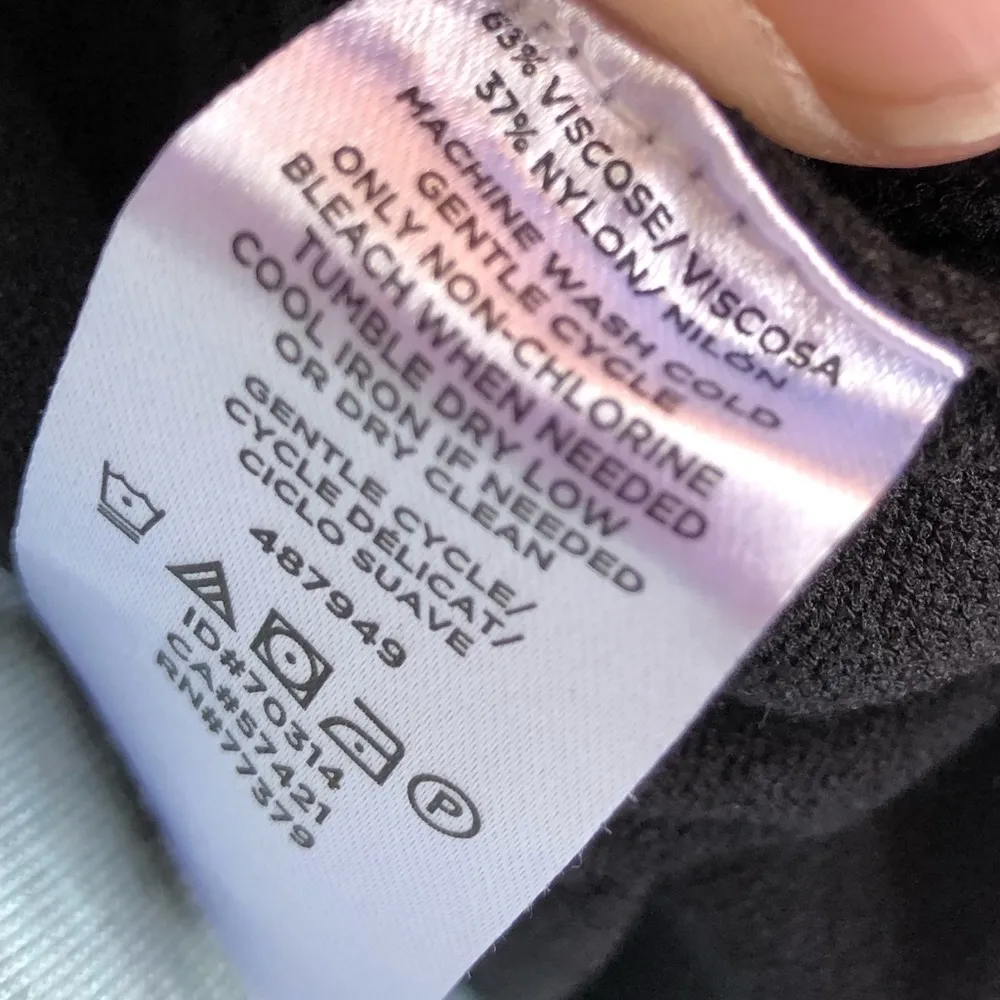 63% VISCOSE/ VISCOSA
37% NYLON/ NILÓN
MACHINE WASH COLD
GENTLE CYCLE
ONLY NON-CHLORINE
BLEACH WHEN NEEDED
TUMBLE DRY LOW
COOL IRON IF NEEDED
OR DRY CLEAN
GENTLE CYCLE/
CYCLE DÉLICAT/
CICLO SUAVE
487949
P
ID#70314
CA#57421
RN#77379